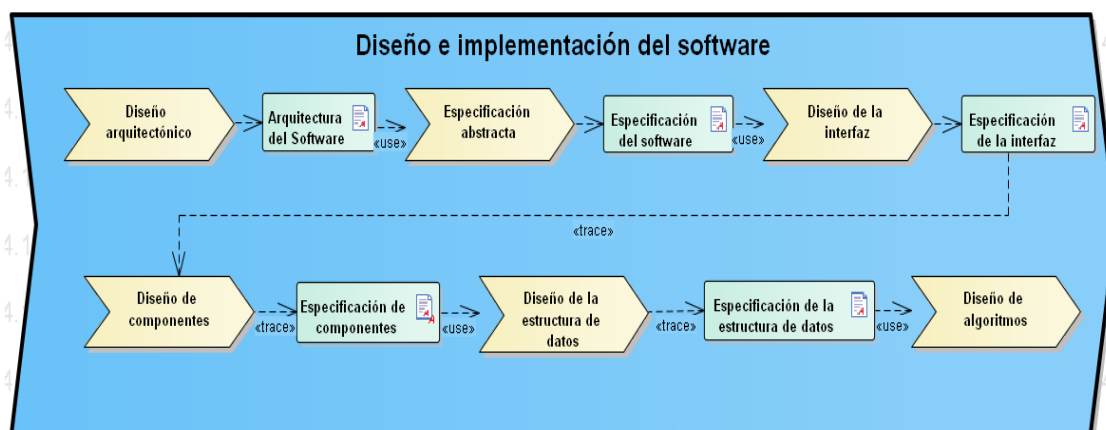 Diseño e implementación del software
Diseño
arquitectónico
Arquitectura
del Software
«use»
Especificación
abstracta
Especificación
del software
«use»
Diseño de la
interfaz
Especificación
de la interfaz
«trace»
Diseño de
componentes
«trace»
Especificación de
componentes
«use»
Diseño de la
estructura de
datos
«trace»
Especificación de la
estructura de datos
«use»
Diseño de
algoritmos